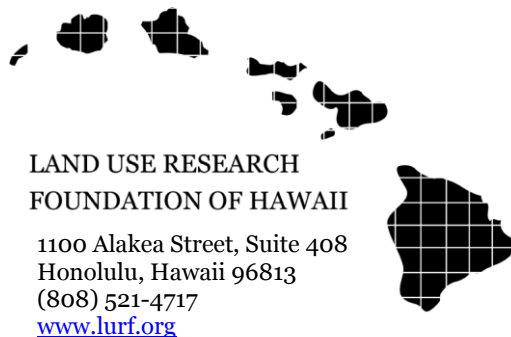 LAND USE RESEARCH
FOUNDATION OF HAWAII
1100 Alakea Street, Suite 408
Honolulu, Hawaii 96813
(808) 521-4717
www.lurf.org